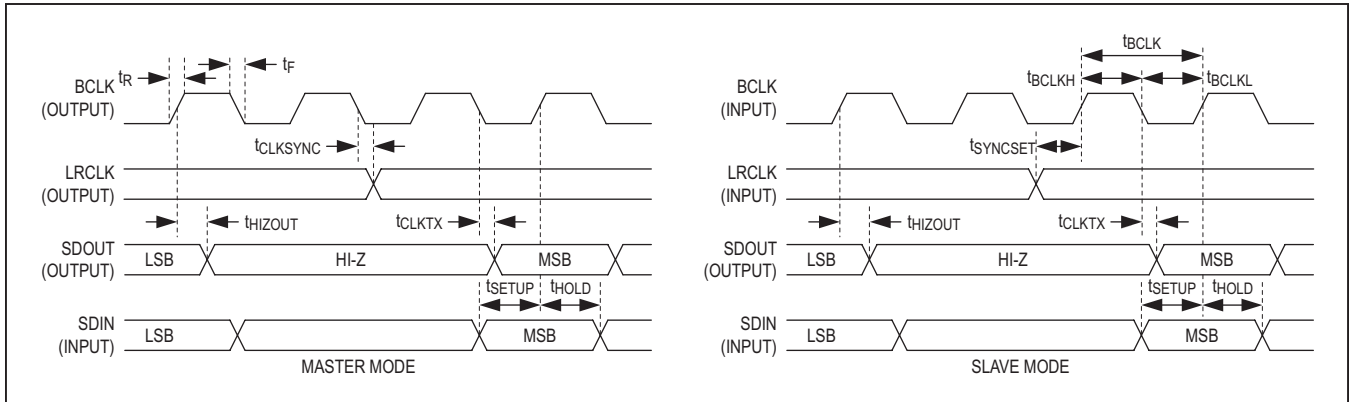 tR
tF
BCLK
(OUTPUT)
tCLKSYNC
LRCLK
(OUTPUT)
tHIZOUT
tCLKTX
SDOUT
(OUTPUT)
LSB
HI-Z
MSB
tSETUP
tHOLD
SDIN
(INPUT)
LSB
MSB
MASTER MODE
tBCLK
tBCLKH
tBCLKL
BCLK
(INPUT)
tSYNCSET
LRCLK
(INPUT)
tHIZOUT
tCLKTX
SDOUT
(OUTPUT)
LSB
HI-Z
MSB
tSETUP
tHOLD
SDIN
(INPUT)
LSB
MSB
SLAVE MODE